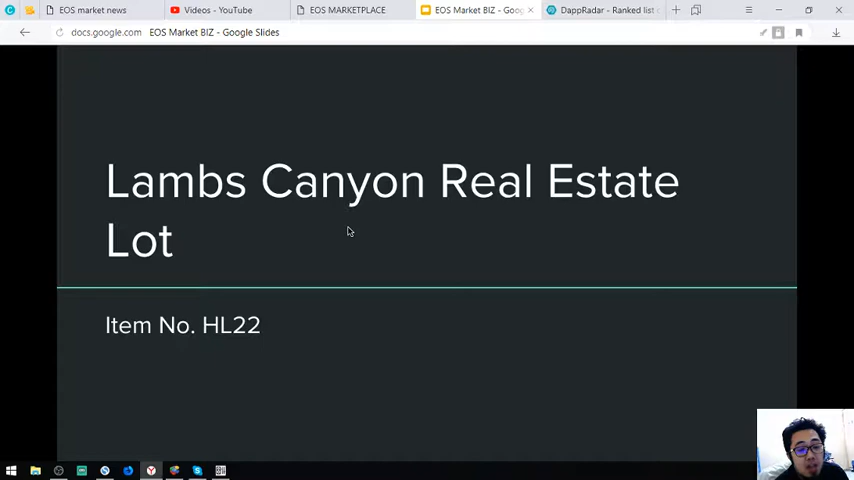 EOS market news
Videos - YouTube
EOS MARKETPLACE
EOS Market BIZ - Goog
DappRadar - Ranked list
docs.google.com EOS Market BIZ - Google Slides
Lambs Canyon Real Estate
Lot
Item No. HL22